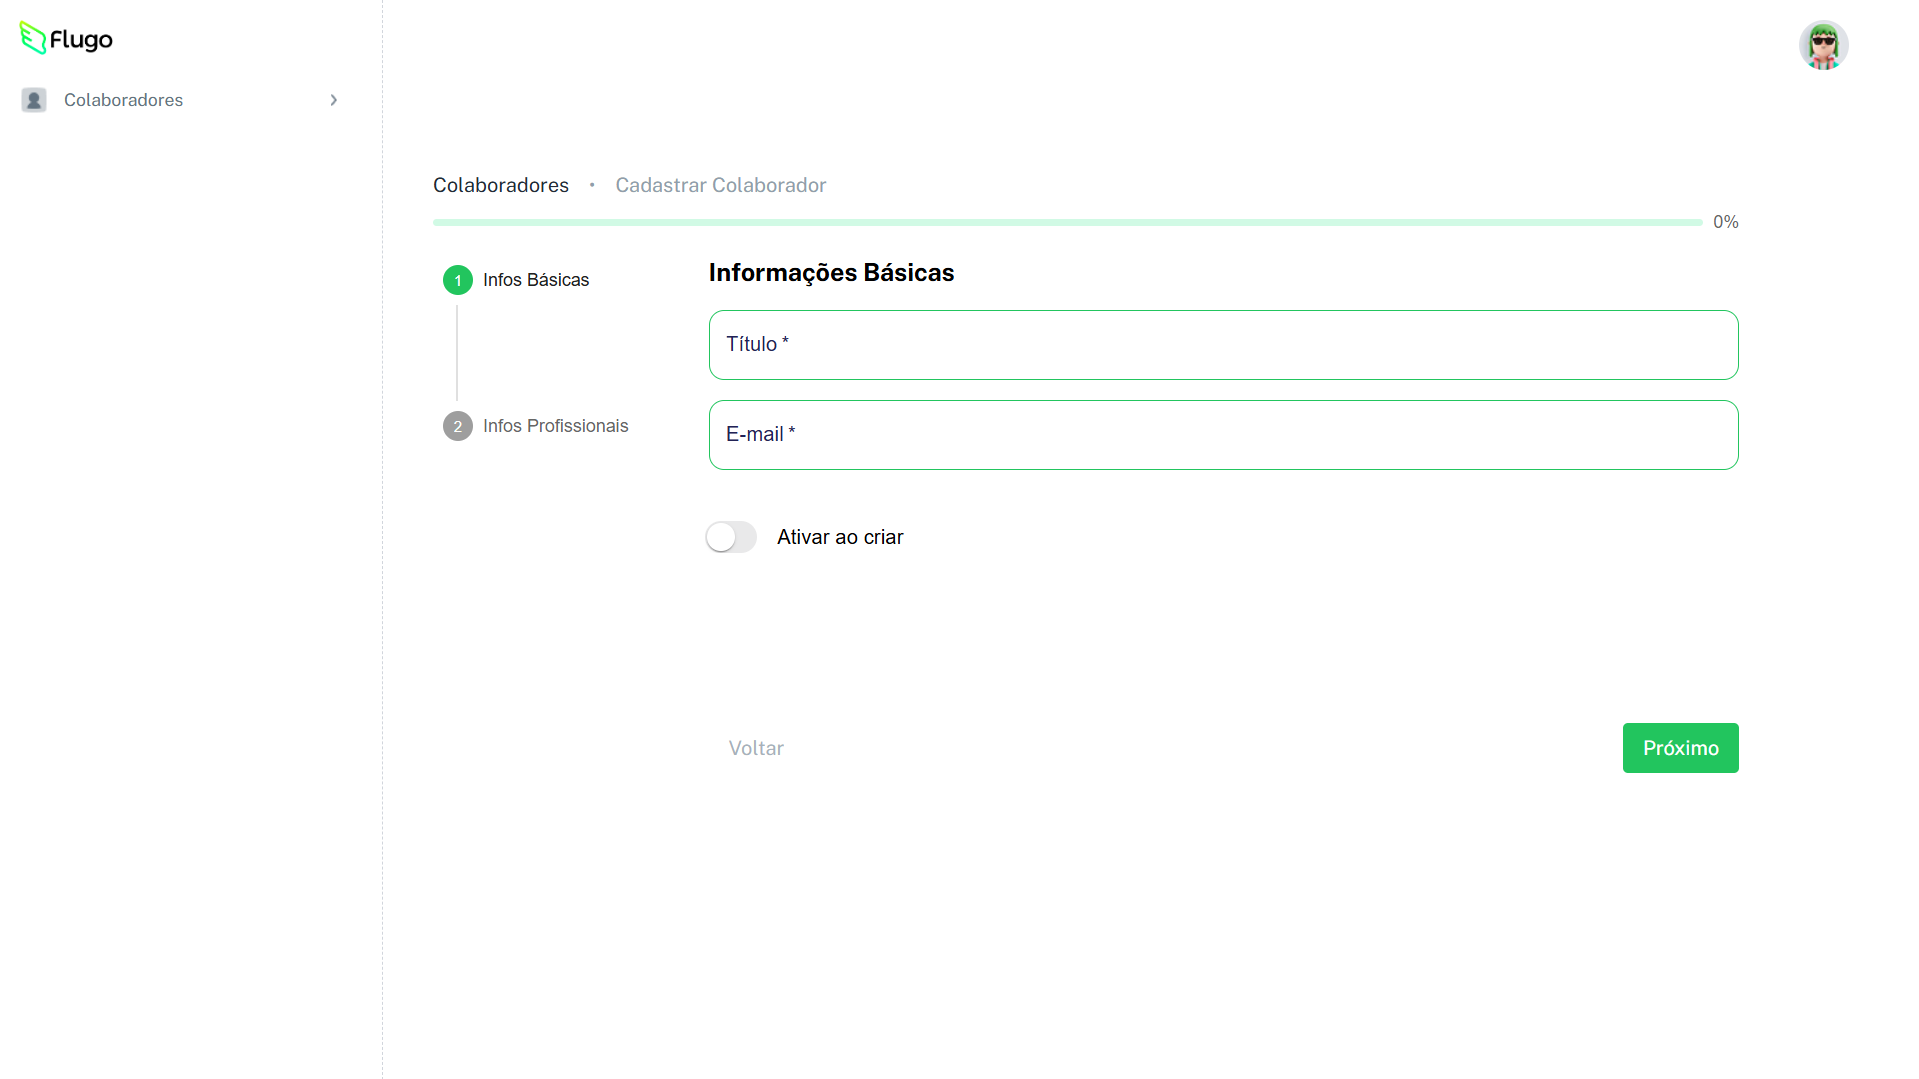 Flugo
Colaboradores
Colaboradores • Cadastrar Colaborador
0%
1 Infos Básicas
2 Infos Profissionais
Informações Básicas
Título *
E-mail *
Ativar ao criar
Voltar
Próximo